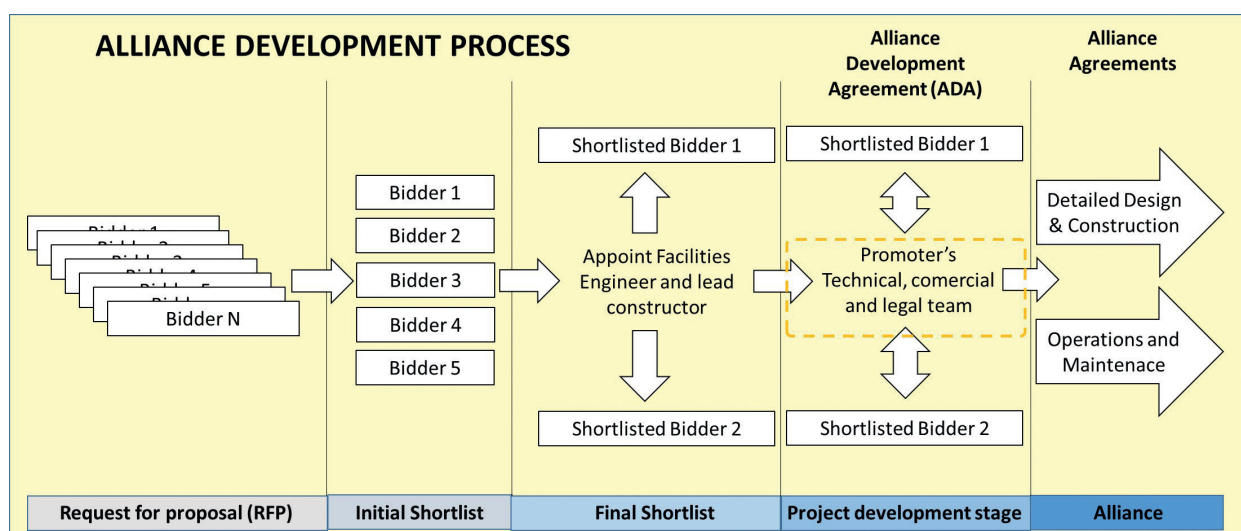 ALLIANCE DEVELOPMENT PROCESS
Alliance
Development
Agreement (ADA)
Alliance
Agreements
Bidder 1
Bidder N
Bidder 1
Bidder 2
Bidder 3
Bidder 4
Bidder 5
Shortlisted Bidder 1
Appoint Facilities
Engineer and lead
constructor
Shortlisted Bidder 2
Shortlisted Bidder 1
Promoter's
Technical, comercial
and legal team
Shortlisted Bidder 2
Detailed Design
& Construction
Operations and
Maintenace
Request for proposal (RFP)
Initial Shortlist
Final Shortlist
Project development stage
Alliance